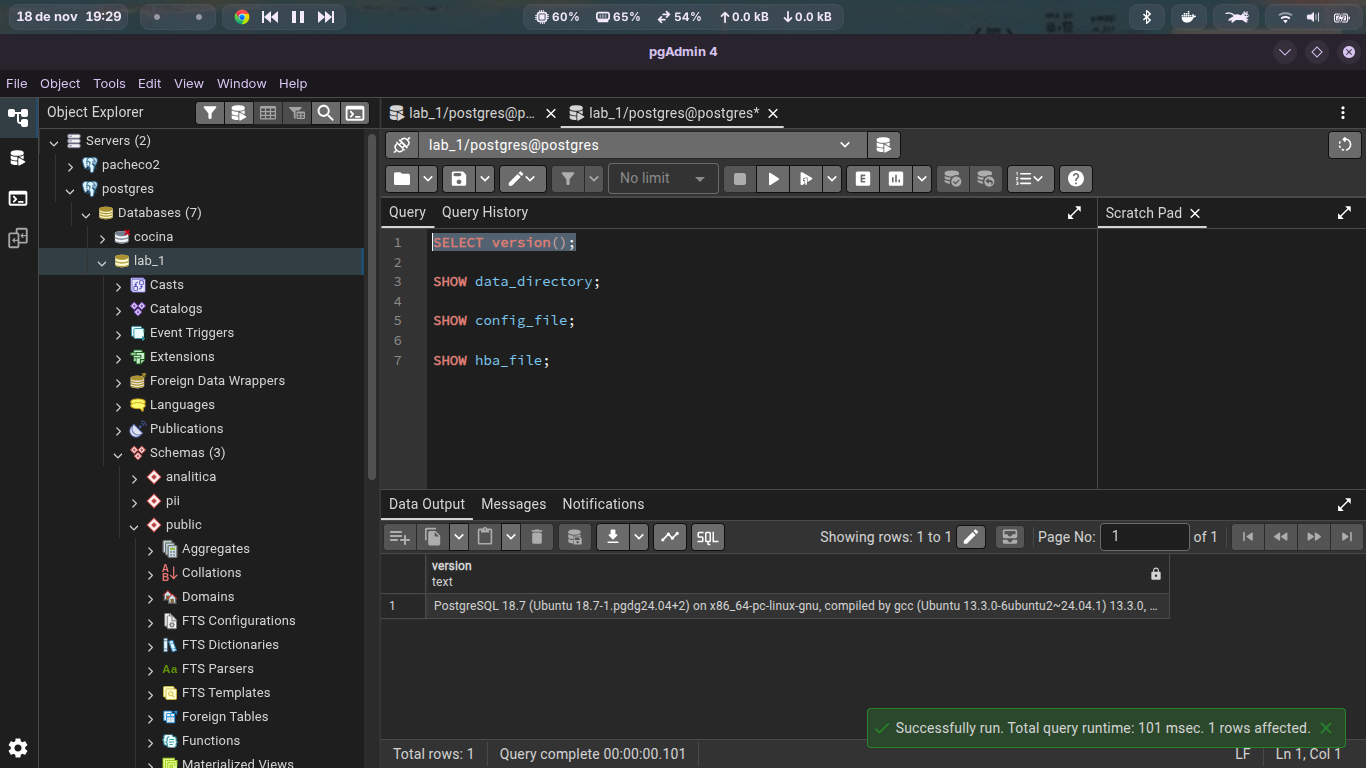 18 de nov 19:29
60% 65% 54% 0.0 kB 0.0 kB
pgAdmin 4
File Object Tools Edit View Window Help
Object Explorer
Servers (2)
pacheco2
postgres
Databases (7)
cocina
lab_1
Casts
Catalogs
Event Triggers
Extensions
Foreign Data Wrappers
Languages
Publications
Schemas (3)
analitica
pii
public
Aggregates
Collations
Domains
FTS Configurations
FTS Dictionaries
Aa FTS Parsers
FTS Templates
Foreign Tables
Functions
Materialized Views
lab_1/postgres@p... lab_1/postgres@postgres*
lab_1/postgres@postgres
No limit E
Query Query History
1 SELECT version();
2
3 SHOW data_directory;
4
5 SHOW config_file;
6
7 SHOW hba_file;
Scratch Pad
Data Output Messages Notifications
SQL Showing rows: 1 to 1 Page No: 1 of 1
version
text
1 PostgreSQL 18.7 (Ubuntu 18.7-1.pgdg24.04+2) on x86_64-pc-linux-gnu, compiled by gcc (Ubuntu 13.3.0-6ubuntu2~24.04.1) 13.3.0, ...
Successfully run. Total query runtime: 101 msec. 1 rows affected.
Total rows: 1 Query complete 00:00:00.101 LF Ln 1, Col 1